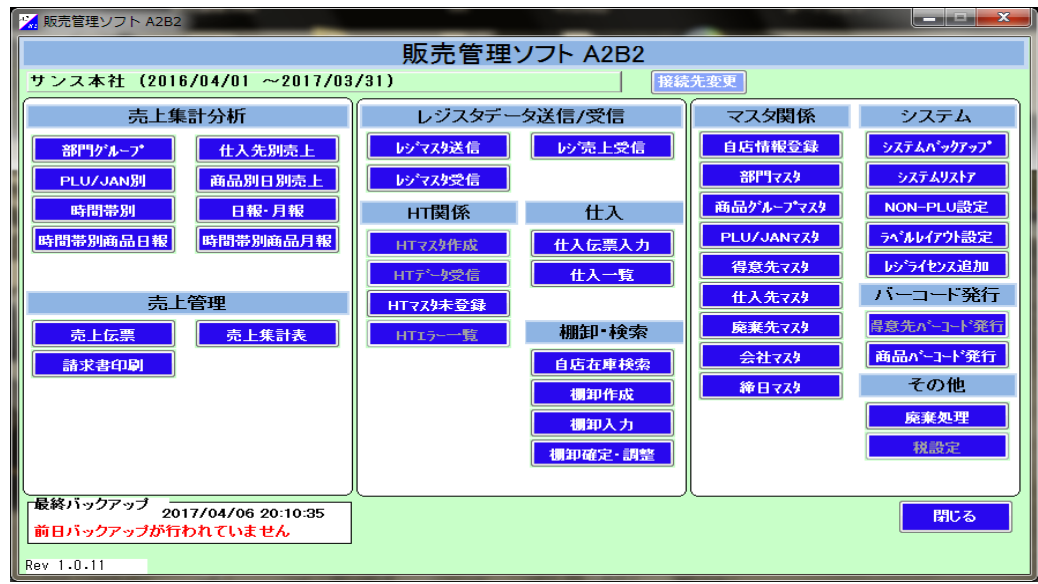 販売管理ソフト A2B2
販売管理ソフト A2B2
サンス本社 (2016/04/01 ～2017/03/31)
接続先変更
売上集計分析
部門ｸﾞﾙｰﾌﾟ
仕入先別売上
PLU/JAN別
商品別日別売上
時間帯別
日報・月報
時間帯別商品日報
時間帯別商品月報
売上管理
売上伝票
売上集計表
請求書印刷
レジスタデータ送信/受信
ﾚｼﾞﾏｽﾀ送信
ﾚｼﾞ売上受信
ﾚｼﾞﾏｽﾀ受信
HT関係
HTﾏｽﾀ作成
HTﾃﾞｰﾀ受信
HTﾏｽﾀ未登録
HTｴﾗｰ一覧
仕入
仕入伝票入力
仕入一覧
棚卸・検索
自店在庫検索
棚卸作成
棚卸入力
棚卸確定・調整
マスタ関係
自店情報登録
部門ﾏｽﾀ
商品ｸﾞﾙｰﾌﾟﾏｽﾀ
PLU/JANﾏｽﾀ
得意先ﾏｽﾀ
仕入先ﾏｽﾀ
廃棄先ﾏｽﾀ
会社ﾏｽﾀ
締日ﾏｽﾀ
システム
ｼｽﾃﾑﾊﾞｯｸｱｯﾌﾟ
ｼｽﾃﾑﾘｽﾄｱ
NON-PLU設定
ﾗﾍﾞﾙﾚｲｱｳﾄ設定
ﾚｼﾞﾗｲｾﾝｽ追加
バーコード発行
得意先ﾊﾞｰｺｰﾄﾞ発行
商品ﾊﾞｰｺｰﾄﾞ発行
その他
廃棄処理
税設定
最終バックアップ
2017/04/06 20:10:35
前日バックアップが行われていません
閉じる
Rev 1.0.11